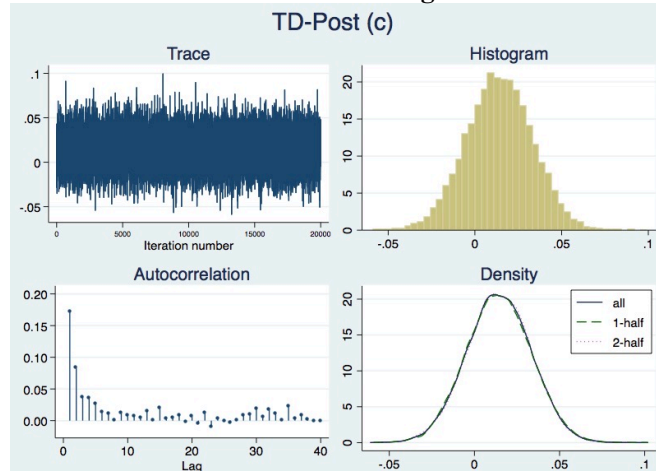 TD-Post (c)
Trace
.1
.05
0
-.05
0 5000 10000 15000 20000
Iteration number
Histogram
20
15
10
5
0
-.05 0 .05 .1
Autocorrelation
0.20
0.15
0.10
0.05
0.00
0 10 20 30 40
Lag
Density
all
1-half
2-half
20
15
10
5
0
-.05 0 .05 .1